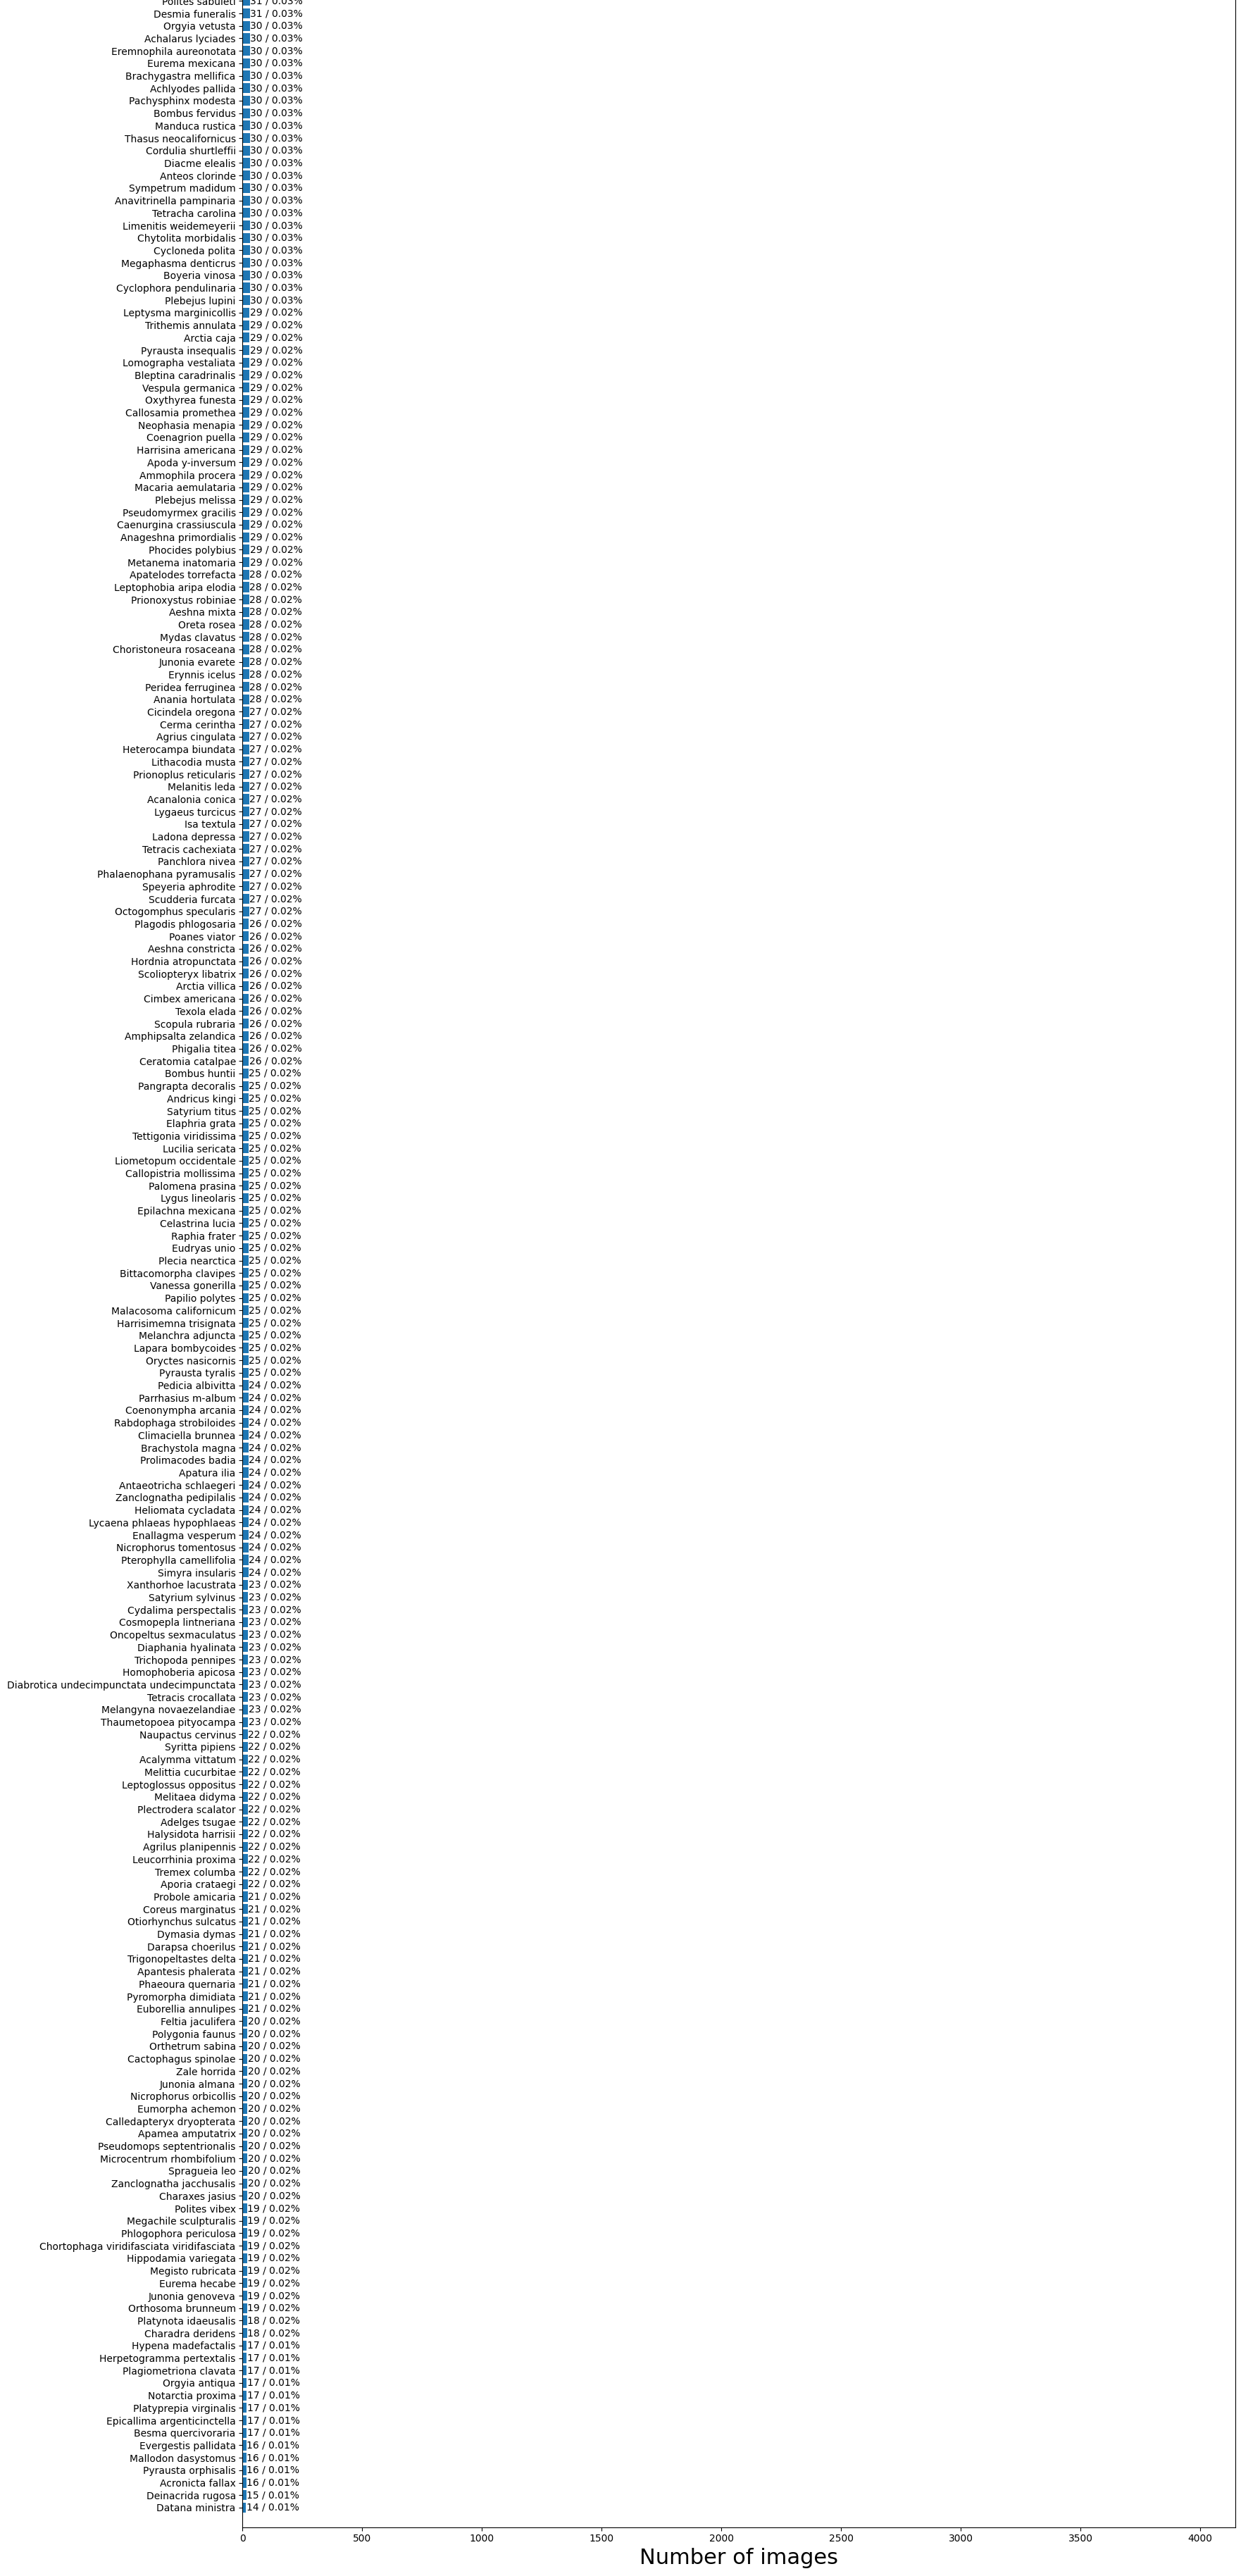 Polites sabuleti 31 / 0.03%
Desmia funeralis 31 / 0.03%
Orgyia vetusta 30 / 0.03%
Achalarus lyciades 30 / 0.03%
Eremnophila aureonotata 30 / 0.03%
Eurema mexicana 30 / 0.03%
Brachygastra mellifica 30 / 0.03%
Achlyodes pallida 30 / 0.03%
Pachysphinx modesta 30 / 0.03%
Bombus fervidus 30 / 0.03%
Manduca rustica 30 / 0.03%
Thasus neocalifornicus 30 / 0.03%
Cordulia shurtleffii 30 / 0.03%
Diacme elealis 30 / 0.03%
Anteos clorinde 30 / 0.03%
Sympetrum madidum 30 / 0.03%
Anavitrinella pampinaria 30 / 0.03%
Tetracha carolina 30 / 0.03%
Limenitis weidemeyerii 30 / 0.03%
Chytolita morbidalis 30 / 0.03%
Cycloneda polita 30 / 0.03%
Megaphasma denticrus 30 / 0.03%
Boyeria vinosa 30 / 0.03%
Cyclophora pendulinaria 30 / 0.03%
Plebejus lupini 30 / 0.03%
Leptysma marginicollis 29 / 0.02%
Trithemis annulata 29 / 0.02%
Arctia caja 29 / 0.02%
Pyrausta insequalis 29 / 0.02%
Lomographa vestaliata 29 / 0.02%
Bleptina caradrinalis 29 / 0.02%
Vespula germanica 29 / 0.02%
Oxythyrea funesta 29 / 0.02%
Callosamia promethea 29 / 0.02%
Neophasia menapia 29 / 0.02%
Coenagrion puella 29 / 0.02%
Harrisina americana 29 / 0.02%
Apoda y-inversum 29 / 0.02%
Ammophila procera 29 / 0.02%
Macaria aemulataria 29 / 0.02%
Plebejus melissa 29 / 0.02%
Pseudomyrmex gracilis 29 / 0.02%
Caenurgina crassiuscula 29 / 0.02%
Anageshna primordialis 29 / 0.02%
Phocides polybius 29 / 0.02%
Metanema inatomaria 29 / 0.02%
Apatelodes torrefacta 28 / 0.02%
Leptophobia aripa elodia 28 / 0.02%
Prionoxystus robiniae 28 / 0.02%
Aeshna mixta 28 / 0.02%
Oreta rosea 28 / 0.02%
Mydas clavatus 28 / 0.02%
Choristoneura rosaceana 28 / 0.02%
Junonia evarete 28 / 0.02%
Erynnis icelus 28 / 0.02%
Peridea ferruginea 28 / 0.02%
Anania hortulata 28 / 0.02%
Cicindela oregona 27 / 0.02%
Cerma cerintha 27 / 0.02%
Agrius cingulata 27 / 0.02%
Heterocampa biundata 27 / 0.02%
Lithacodia musta 27 / 0.02%
Prionoplus reticularis 27 / 0.02%
Melanitis leda 27 / 0.02%
Acanalonia conica 27 / 0.02%
Lygaeus turcicus 27 / 0.02%
Isa textula 27 / 0.02%
Ladona depressa 27 / 0.02%
Tetracis cachexiata 27 / 0.02%
Panchlora nivea 27 / 0.02%
Phalaenophana pyramusalis 27 / 0.02%
Speyeria aphrodite 27 / 0.02%
Scudderia furcata 27 / 0.02%
Octogomphus specularis 27 / 0.02%
Plagodis phlogosaria 26 / 0.02%
Poanes viator 26 / 0.02%
Aeshna constricta 26 / 0.02%
Hordnia atropunctata 26 / 0.02%
Scoliopteryx libatrix 26 / 0.02%
Arctia villica 26 / 0.02%
Cimbex americana 26 / 0.02%
Texola elada 26 / 0.02%
Scopula rubraria 26 / 0.02%
Amphipsalta zelandica 26 / 0.02%
Phigalia titea 26 / 0.02%
Ceratomia catalpae 26 / 0.02%
Bombus huntii 25 / 0.02%
Pangrapta decoralis 25 / 0.02%
Andricus kingi 25 / 0.02%
Satyrium titus 25 / 0.02%
Elaphria grata 25 / 0.02%
Tettigonia viridissima 25 / 0.02%
Lucilia sericata 25 / 0.02%
Liometopum occidentale 25 / 0.02%
Callopistria mollissima 25 / 0.02%
Palomena prasina 25 / 0.02%
Lygus lineolaris 25 / 0.02%
Epilachna mexicana 25 / 0.02%
Celastrina lucia 25 / 0.02%
Raphia frater 25 / 0.02%
Eudryas unio 25 / 0.02%
Plecia nearctica 25 / 0.02%
Bittacomorpha clavipes 25 / 0.02%
Vanessa gonerilla 25 / 0.02%
Papilio polytes 25 / 0.02%
Malacosoma californicum 25 / 0.02%
Harrisimemna trisignata 25 / 0.02%
Melanchra adjuncta 25 / 0.02%
Lapara bombycoides 25 / 0.02%
Oryctes nasicornis 25 / 0.02%
Pyrausta tyralis 25 / 0.02%
Pedicia albivitta 24 / 0.02%
Parrhasius m-album 24 / 0.02%
Coenonympha arcania 24 / 0.02%
Rabdophaga strobiloides 24 / 0.02%
Climaciella brunnea 24 / 0.02%
Brachystola magna 24 / 0.02%
Prolimacodes badia 24 / 0.02%
Apatura ilia 24 / 0.02%
Antaeotricha schlaegeri 24 / 0.02%
Zanclognatha pedipilalis 24 / 0.02%
Heliomata cycladata 24 / 0.02%
Lycaena phlaeas hypophlaeas 24 / 0.02%
Enallagma vesperum 24 / 0.02%
Nicrophorus tomentosus 24 / 0.02%
Pterophylla camellifolia 24 / 0.02%
Simyra insularis 24 / 0.02%
Xanthorhoe lacustrata 23 / 0.02%
Satyrium sylvinus 23 / 0.02%
Cydalima perspectalis 23 / 0.02%
Cosmopepla lintneriana 23 / 0.02%
Oncopeltus sexmaculatus 23 / 0.02%
Diaphania hyalinata 23 / 0.02%
Trichopoda pennipes 23 / 0.02%
Homophoberia apicosa 23 / 0.02%
Diabrotica undecimpunctata undecimpunctata 23 / 0.02%
Tetracis crocallata 23 / 0.02%
Melangyna novaezelandiae 23 / 0.02%
Thaumetopoea pityocampa 23 / 0.02%
Naupactus cervinus 22 / 0.02%
Syritta pipiens 22 / 0.02%
Acalymma vittatum 22 / 0.02%
Melittia cucurbitae 22 / 0.02%
Leptoglossus oppositus 22 / 0.02%
Melitaea didyma 22 / 0.02%
Plectrodera scalator 22 / 0.02%
Adelges tsugae 22 / 0.02%
Halysidota harrisii 22 / 0.02%
Agrilus planipennis 22 / 0.02%
Leucorrhinia proxima 22 / 0.02%
Tremex columba 22 / 0.02%
Aporia crataegi 22 / 0.02%
Probole amicaria 21 / 0.02%
Coreus marginatus 21 / 0.02%
Otiorhynchus sulcatus 21 / 0.02%
Dymasia dymas 21 / 0.02%
Darapsa choerilus 21 / 0.02%
Trigonopeltastes delta 21 / 0.02%
Apantesis phalerata 21 / 0.02%
Phaeoura quernaria 21 / 0.02%
Pyromorpha dimidiata 21 / 0.02%
Euborellia annulipes 21 / 0.02%
Feltia jaculifera 20 / 0.02%
Polygonia faunus 20 / 0.02%
Orthetrum sabina 20 / 0.02%
Cactophagus spinolae 20 / 0.02%
Zale horrida 20 / 0.02%
Junonia almana 20 / 0.02%
Nicrophorus orbicollis 20 / 0.02%
Eumorpha achemon 20 / 0.02%
Calledapteryx dryopterata 20 / 0.02%
Apamea amputatrix 20 / 0.02%
Pseudomops septentrionalis 20 / 0.02%
Microcentrum rhombifolium 20 / 0.02%
Spragueia leo 20 / 0.02%
Zanclognatha jacchusalis 20 / 0.02%
Charaxes jasius 20 / 0.02%
Polites vibex 19 / 0.02%
Megachile sculpturalis 19 / 0.02%
Phlogophora periculosa 19 / 0.02%
Chortophaga viridifasciata viridifasciata 19 / 0.02%
Hippodamia variegata 19 / 0.02%
Megisto rubricata 19 / 0.02%
Eurema hecabe 19 / 0.02%
Junonia genoveva 19 / 0.02%
Orthosoma brunneum 19 / 0.02%
Platynota idaeusalis 18 / 0.02%
Charadra deridens 18 / 0.02%
Hypena madefactalis 17 / 0.01%
Herpetogramma pertextalis 17 / 0.01%
Plagiometriona clavata 17 / 0.01%
Orgyia antiqua 17 / 0.01%
Notarctia proxima 17 / 0.01%
Platyprepia virginalis 17 / 0.01%
Epicallima argenticinctella 17 / 0.01%
Besma quercivoraria 17 / 0.01%
Evergestis pallidata 16 / 0.01%
Mallodon dasystomus 16 / 0.01%
Pyrausta orphisalis 16 / 0.01%
Acronicta fallax 16 / 0.01%
Deinacrida rugosa 15 / 0.01%
Datana ministra 14 / 0.01%
0 500 1000 1500 2000 2500 3000 3500 4000
Number of images